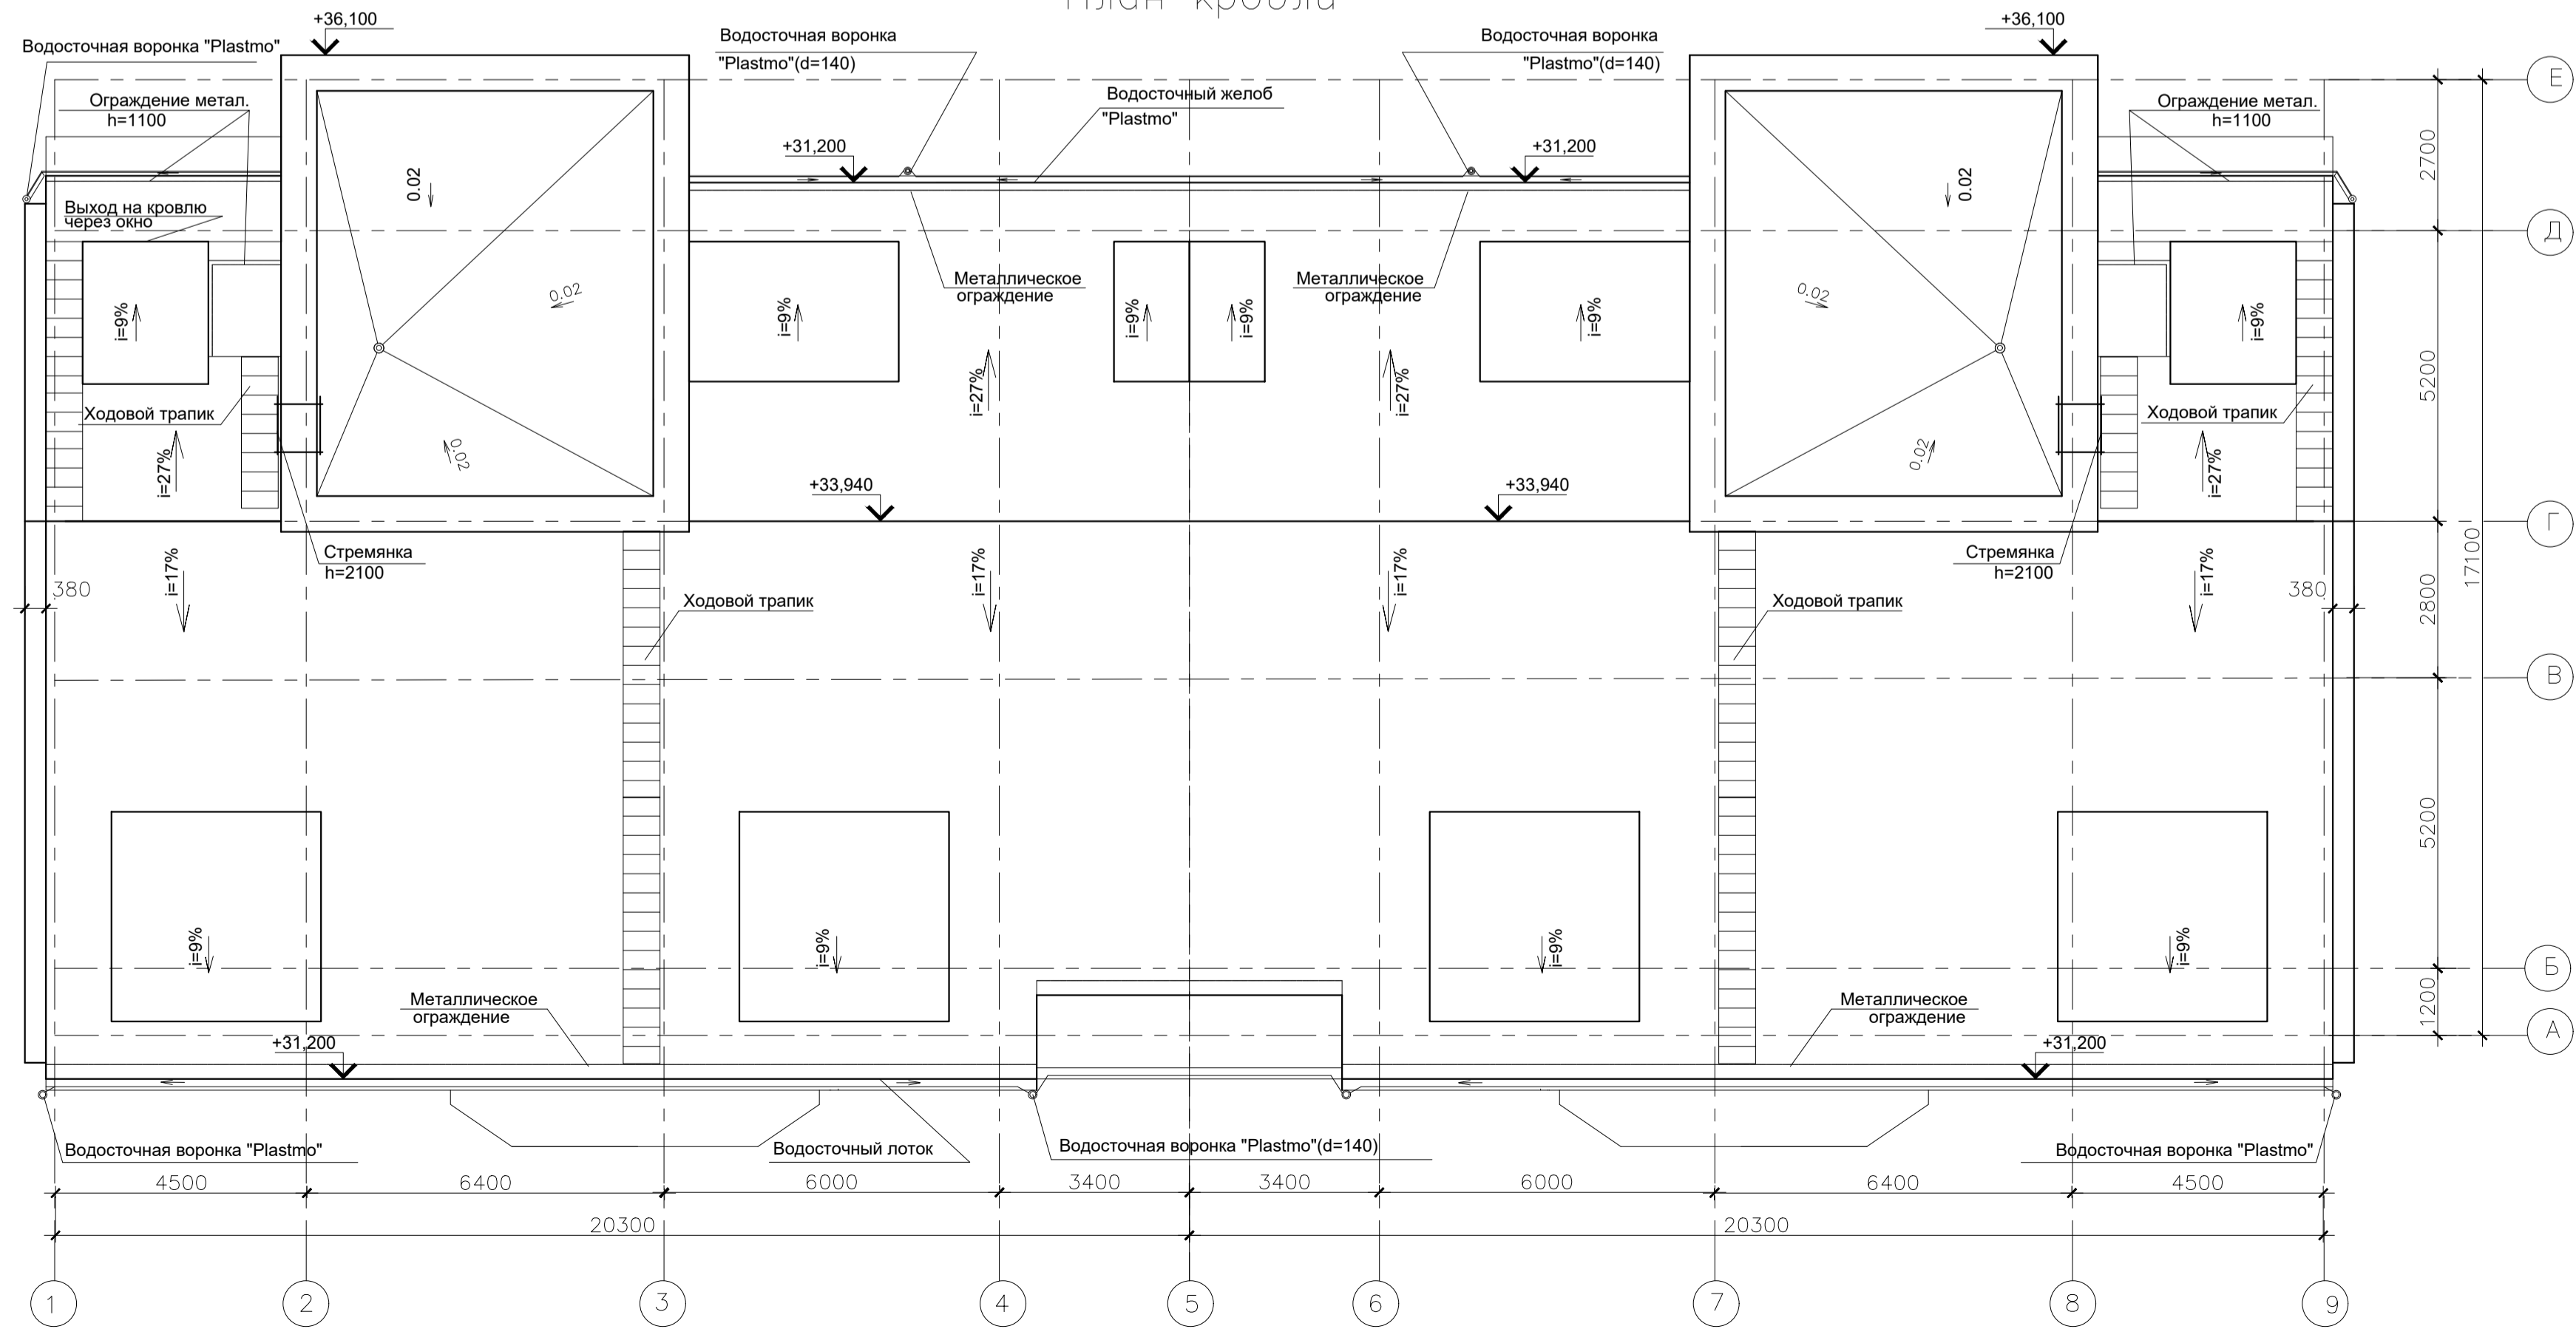 План кровли
+36,100
+36,100
Водосточная воронка "Plastmo"
Водосточная воронка
"Plastmo"(d=140)
Водосточная воронка
"Plastmo"(d=140)
Е
Ограждение метал.
h=1100
Водосточный желоб
"Plastmo"
Ограждение метал.
h=1100
2700
+31,200
+31,200
0.02
0.02
Выход на кровлю
через окно
Д
Металлическое
ограждение
Металлическое
ограждение
0.02
0.02
i=9%
i=9%
i=9%
i=9%
i=9%
i=9%
5200
i=27%
i=27%
Ходовой трапик
Ходовой трапик
0.02
0.02
i=27%
i=27%
+33,940
+33,940
Г
Стремянка
h=2100
Стремянка
h=2100
17100
i=17%
i=17%
i=17%
i=17%
380
380
2800
Ходовой трапик
Ходовой трапик
В
5200
i=9%
i=9%
i=9%
i=9%
Б
Металлическое
ограждение
Металлическое
ограждение
1200
А
+31,200
+31,200
Водосточная воронка "Plastmo"
Водосточный лоток
Водосточная воронка "Plastmo"(d=140)
Водосточная воронка "Plastmo"
4500
6400
6000
3400
3400
6000
6400
4500
20300
20300
1
2
3
4
5
6
7
8
9